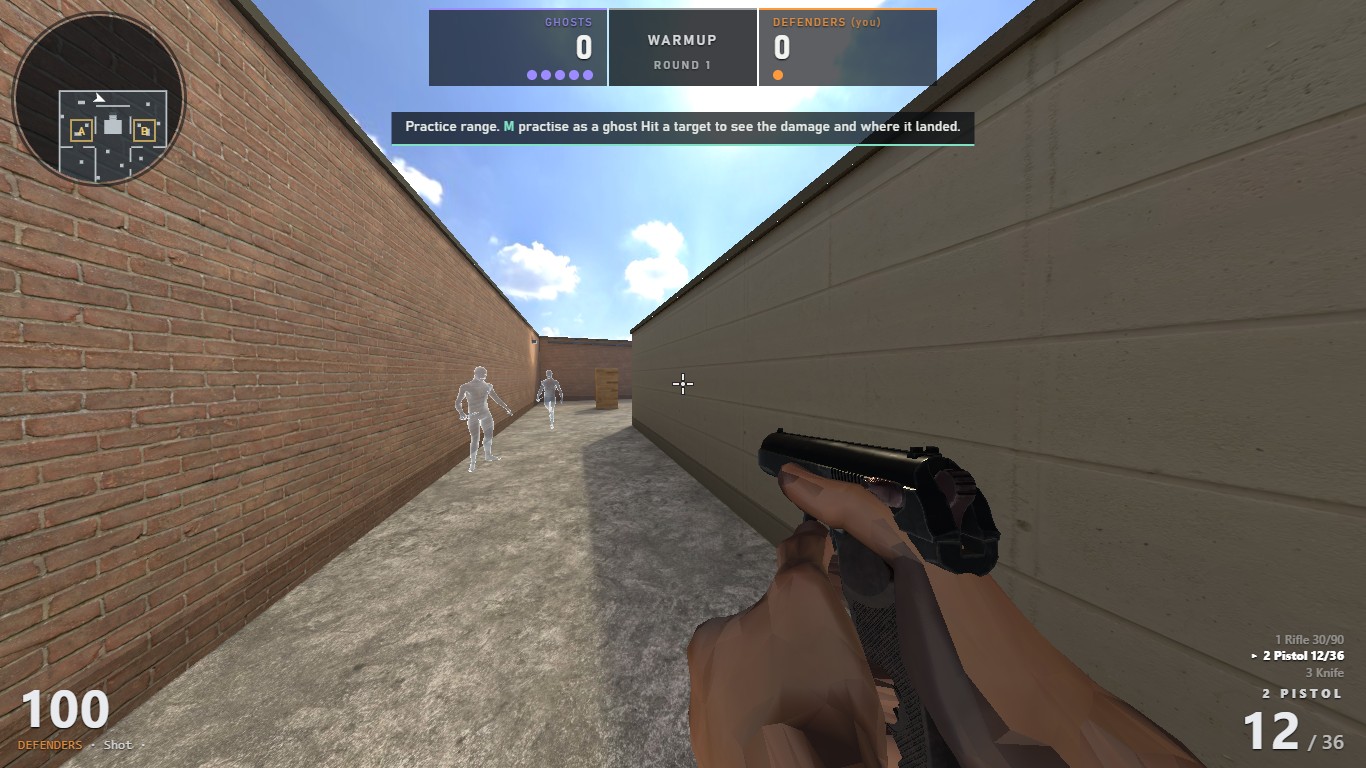 GHOSTS
0
WARMUP
ROUND 1
DEFENDERS (you)
0
Practice range. M practise as a ghost Hit a target to see the damage and where it landed.
A
B
1 Rifle 30/90
▸ 2 Pistol 12/36
3 Knife
2 PISTOL
12 / 36
100
DEFENDERS · Shot ·